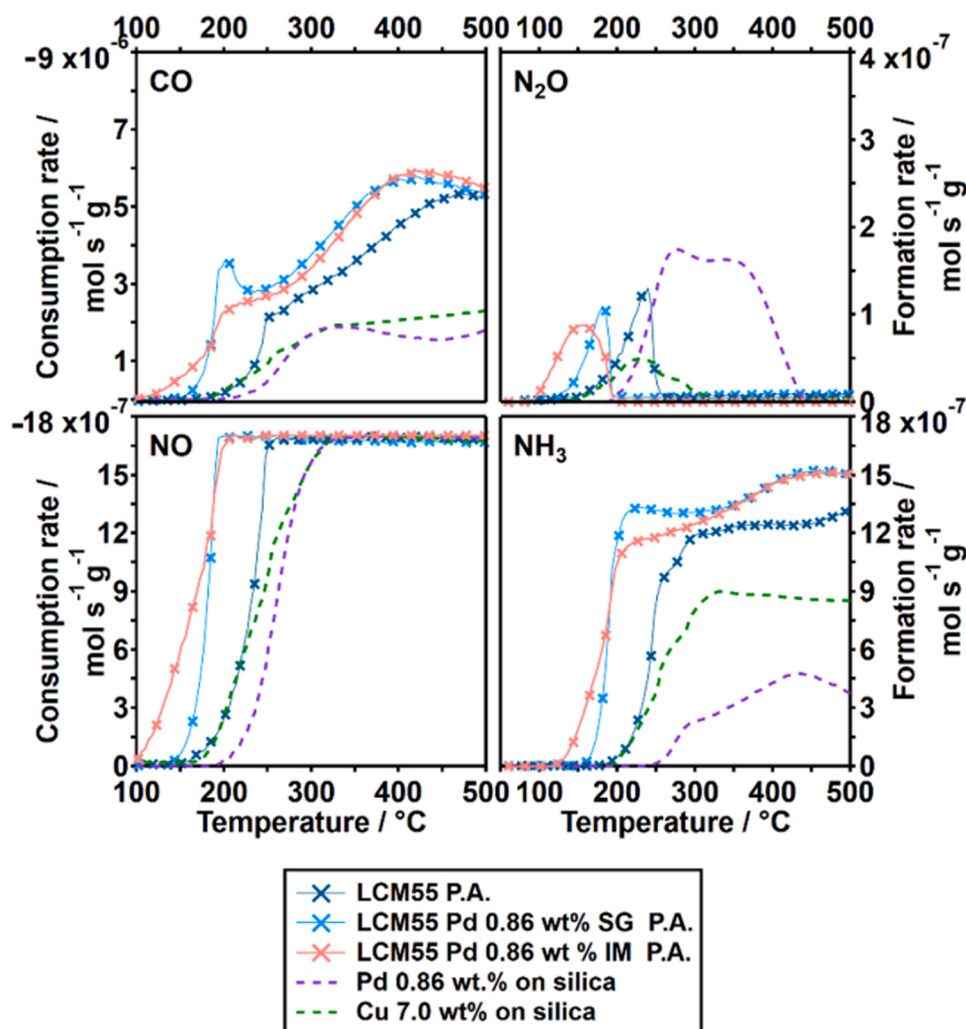 100 200 300 400 500 100 200 300 400 500
-9 x10⁻⁶ 4 x10⁻⁷
CO N₂O
7
5
3
1
3
2
1
0
Consumption rate / mol s⁻¹ g⁻¹
Formation rate / mol s⁻¹ g⁻¹
-18 x10⁻⁷ 18 x10⁻⁷
NO NH₃
15 15
12 12
9 9
6 6
3 3
0 0
Consumption rate / mol s⁻¹ g⁻¹
Formation rate / mol s⁻¹ g⁻¹
100 200 300 400 500 100 200 300 400 500
Temperature / °C Temperature / °C
LCM55 P.A.
LCM55 Pd 0.86 wt% SG P.A.
LCM55 Pd 0.86 wt % IM P.A.
Pd 0.86 wt.% on silica
Cu 7.0 wt% on silica